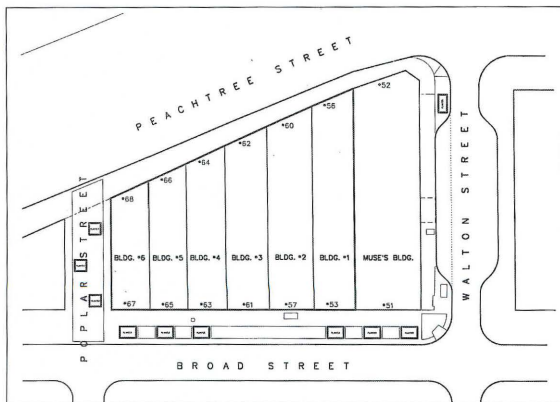 PEACHTREE STREET
*52
*56
*60
*62
*64
*66
*68
POPLAR STREET
WALTON STREET
BLDG. *6
BLDG. *5
BLDG. *4
BLDG. *3
BLDG. *2
BLDG. *1
MUSE'S BLDG.
*67
*65
*63
*61
*57
*53
*51
BROAD STREET